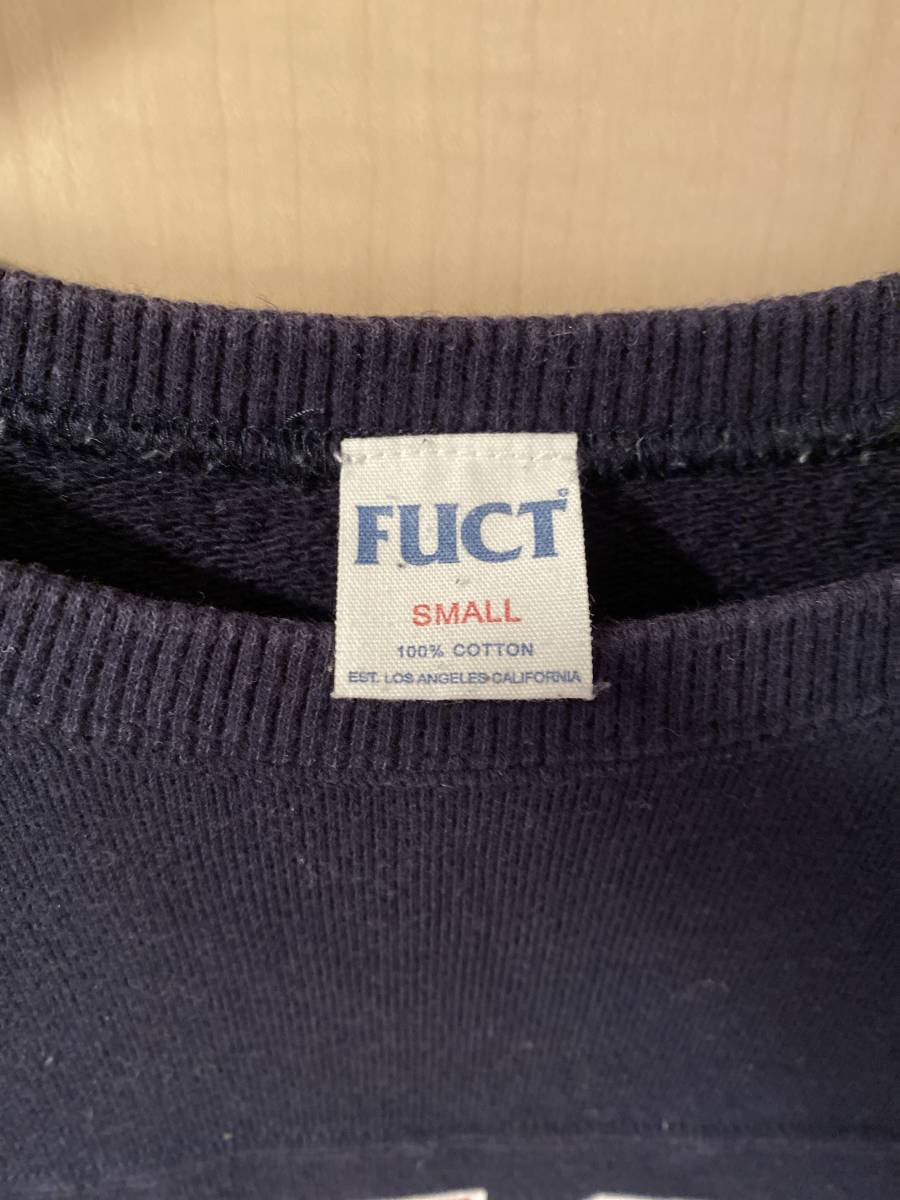 FUCT©
SMALL
100% COTTON
EST. LOS ANGELES•CALIFORNIA